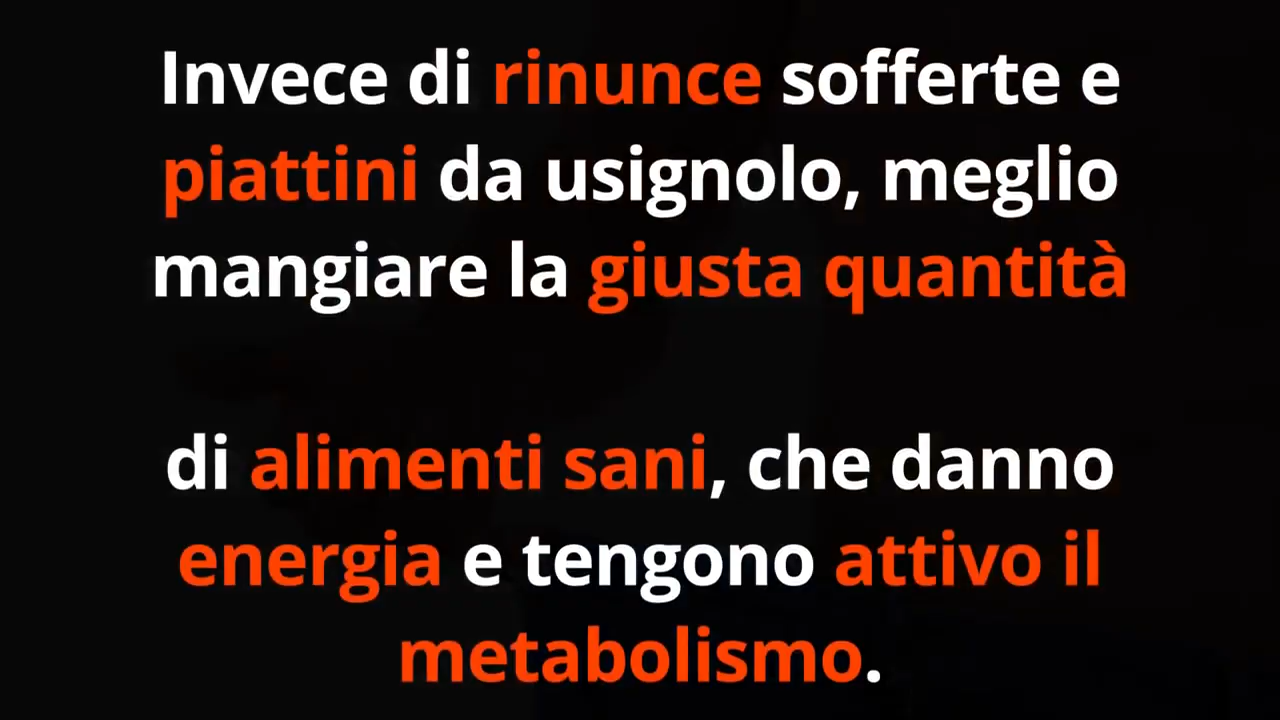 Invece di rinunce sofferte e
piattini da usignolo, meglio
mangiare la giusta quantità
di alimenti sani, che danno
energia e tengono attivo il
metabolismo.